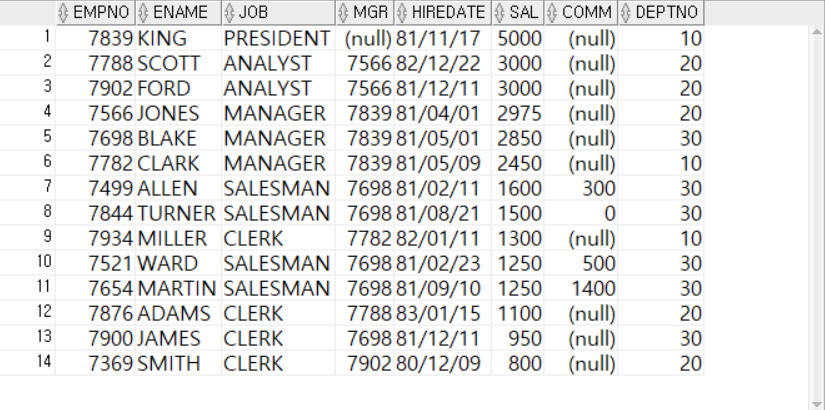 EMPNO ENAME JOB MGR HIREDATE SAL COMM DEPTNO
1 7839 KING PRESIDENT (null) 81/11/17 5000 (null) 10
2 7788 SCOTT ANALYST 7566 82/12/22 3000 (null) 20
3 7902 FORD ANALYST 7566 81/12/11 3000 (null) 20
4 7566 JONES MANAGER 7839 81/04/01 2975 (null) 20
5 7698 BLAKE MANAGER 7839 81/05/01 2850 (null) 30
6 7782 CLARK MANAGER 7839 81/05/09 2450 (null) 10
7 7499 ALLEN SALESMAN 7698 81/02/11 1600 300 30
8 7844 TURNER SALESMAN 7698 81/08/21 1500 0 30
9 7934 MILLER CLERK 7782 82/01/11 1300 (null) 10
10 7521 WARD SALESMAN 7698 81/02/23 1250 500 30
11 7654 MARTIN SALESMAN 7698 81/09/10 1250 1400 30
12 7876 ADAMS CLERK 7788 83/01/15 1100 (null) 20
13 7900 JAMES CLERK 7698 81/12/11 950 (null) 30
14 7369 SMITH CLERK 7902 80/12/09 800 (null) 20